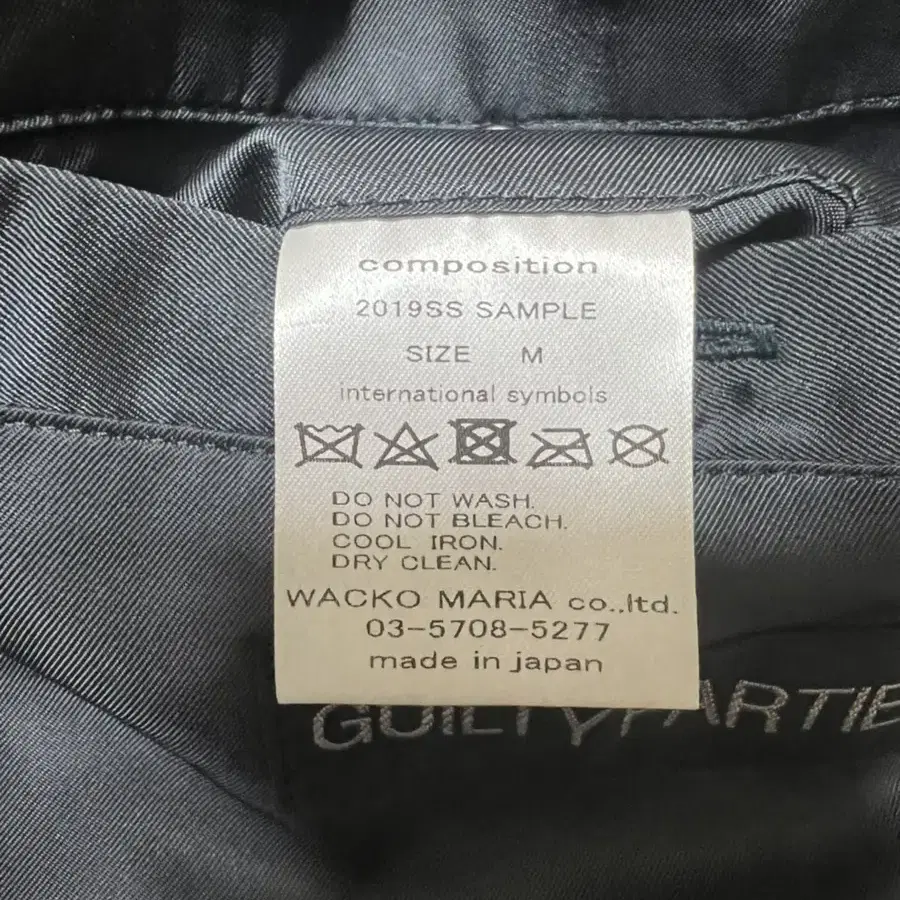 composition
2019SS SAMPLE
SIZE M
international symbols
DO NOT WASH.
DO NOT BLEACH.
COOL IRON.
DRY CLEAN.
WACKO MARIA co.,ltd.
03-5708-5277
made in japan
GUILTYPARTIE